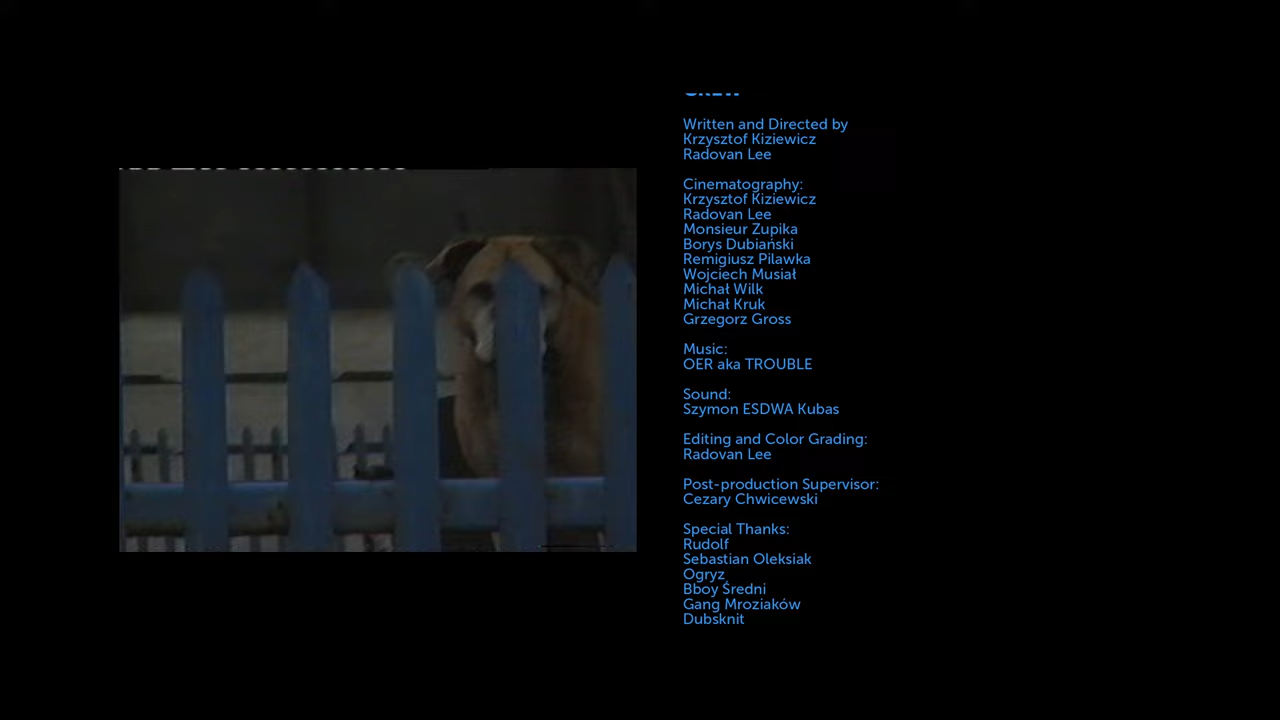 Written and Directed by
Krzysztof Kiziewicz
Radovan Lee
Cinematography:
Krzysztof Kiziewicz
Radovan Lee
Monsieur Zupika
Borys Dubiański
Remigiusz Pilawka
Wojciech Musiał
Michał Wilk
Michał Kruk
Grzegorz Gross
Music:
OER aka TROUBLE
Sound:
Szymon ESDWA Kubas
Editing and Color Grading:
Radovan Lee
Post-production Supervisor:
Cezary Chwicewski
Special Thanks:
Rudolf
Sebastian Oleksiak
Ogryz
Bboy Średni
Gang Mroziaków
Dubsknit